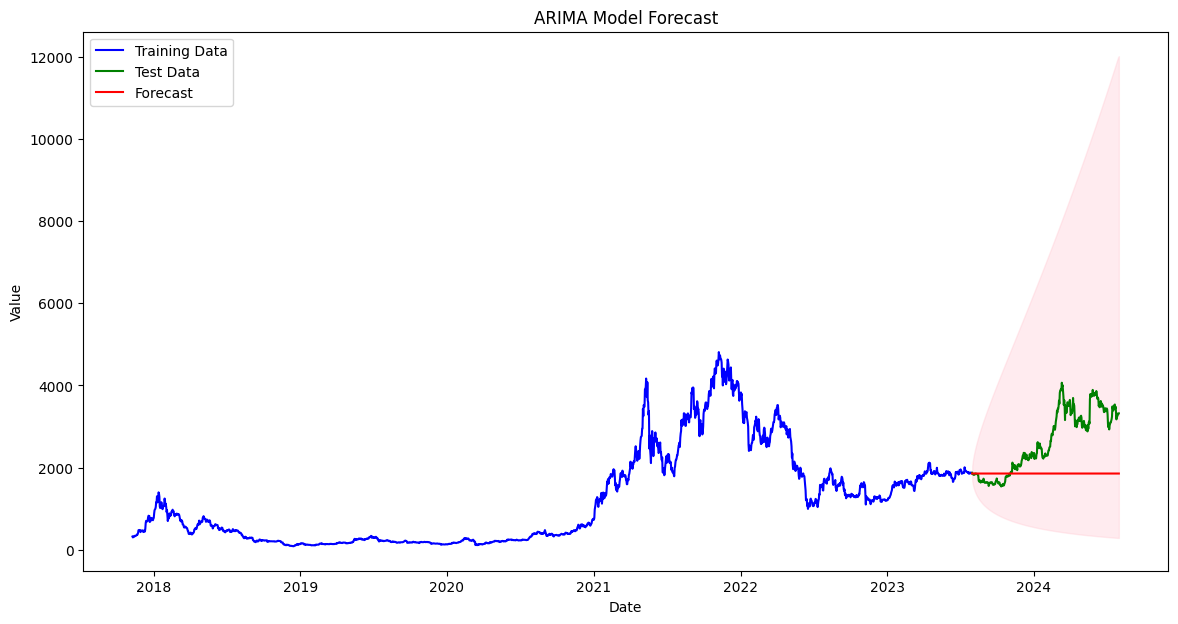 ARIMA Model Forecast
Training Data
Test Data
Forecast
12000
10000
8000
6000
4000
2000
0
Value
2018 2019 2020 2021 2022 2023 2024
Date